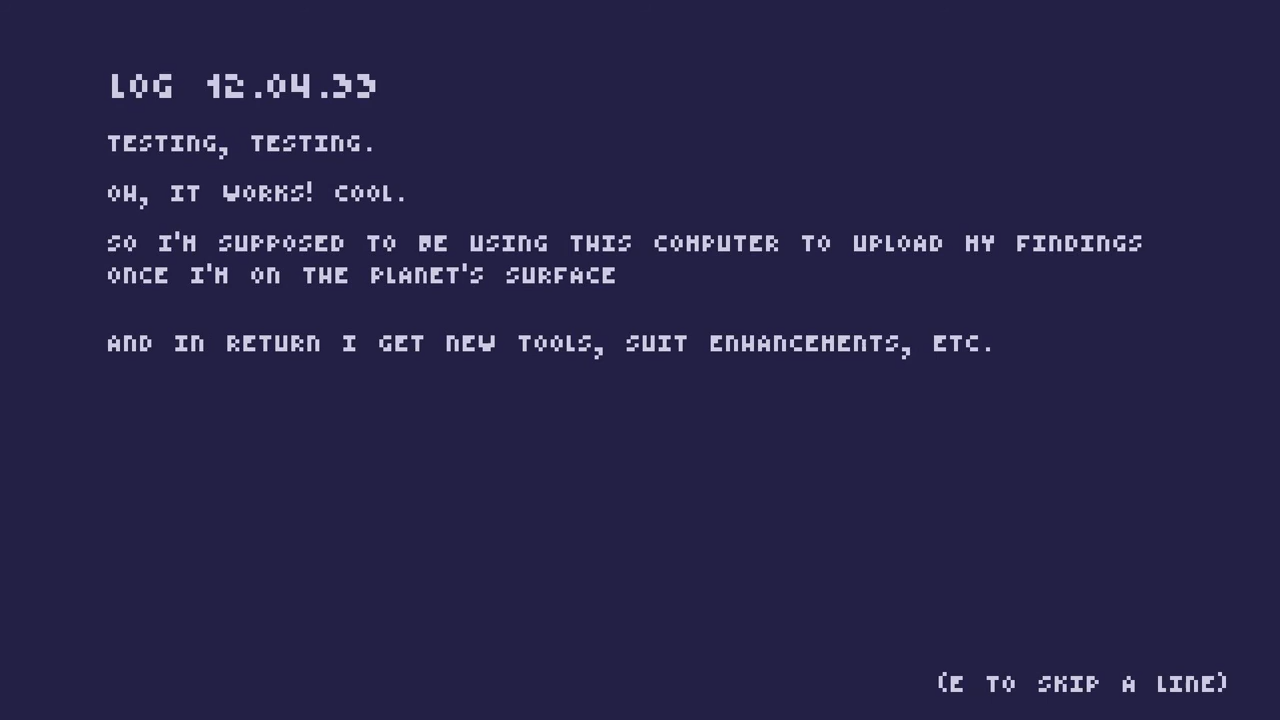 LOG 12.04.33
TESTING, TESTING.
OH, IT WORKS! COOL.
SO I'M SUPPOSED TO BE USING THIS COMPUTER TO UPLOAD MY FINDINGS
ONCE I'M ON THE PLANET'S SURFACE
AND IN RETURN I GET NEW TOOLS, SUIT ENHANCEMENTS, ETC.
(E TO SKIP A LINE)